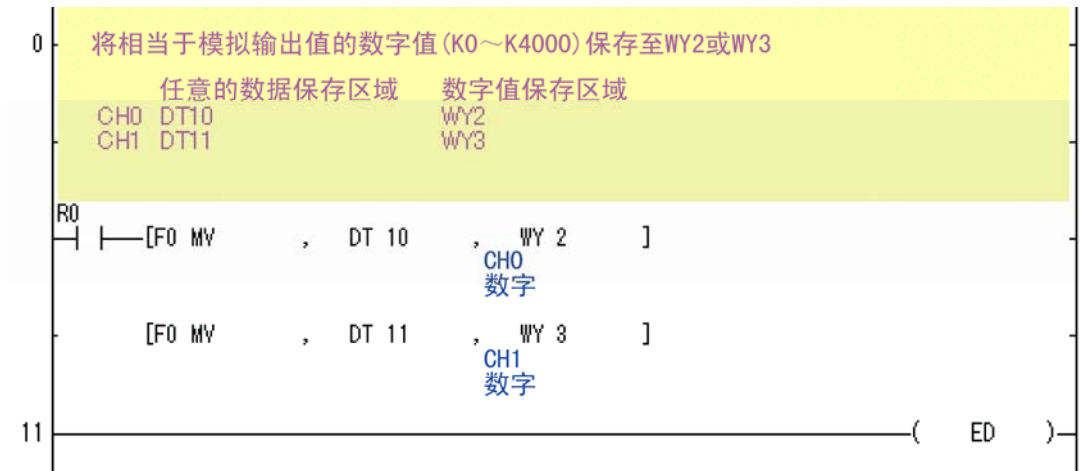 0 将相当于模拟输出值的数字值(K0～K4000)保存至WY2或WY3
任意的数据保存区域 数字值保存区域
CH0 DT10 WY2
CH1 DT11 WY3
R0
[F0 MV , DT 10 , WY 2 ]
CH0
数字
[F0 MV , DT 11 , WY 3 ]
CH1
数字
11 ( ED )